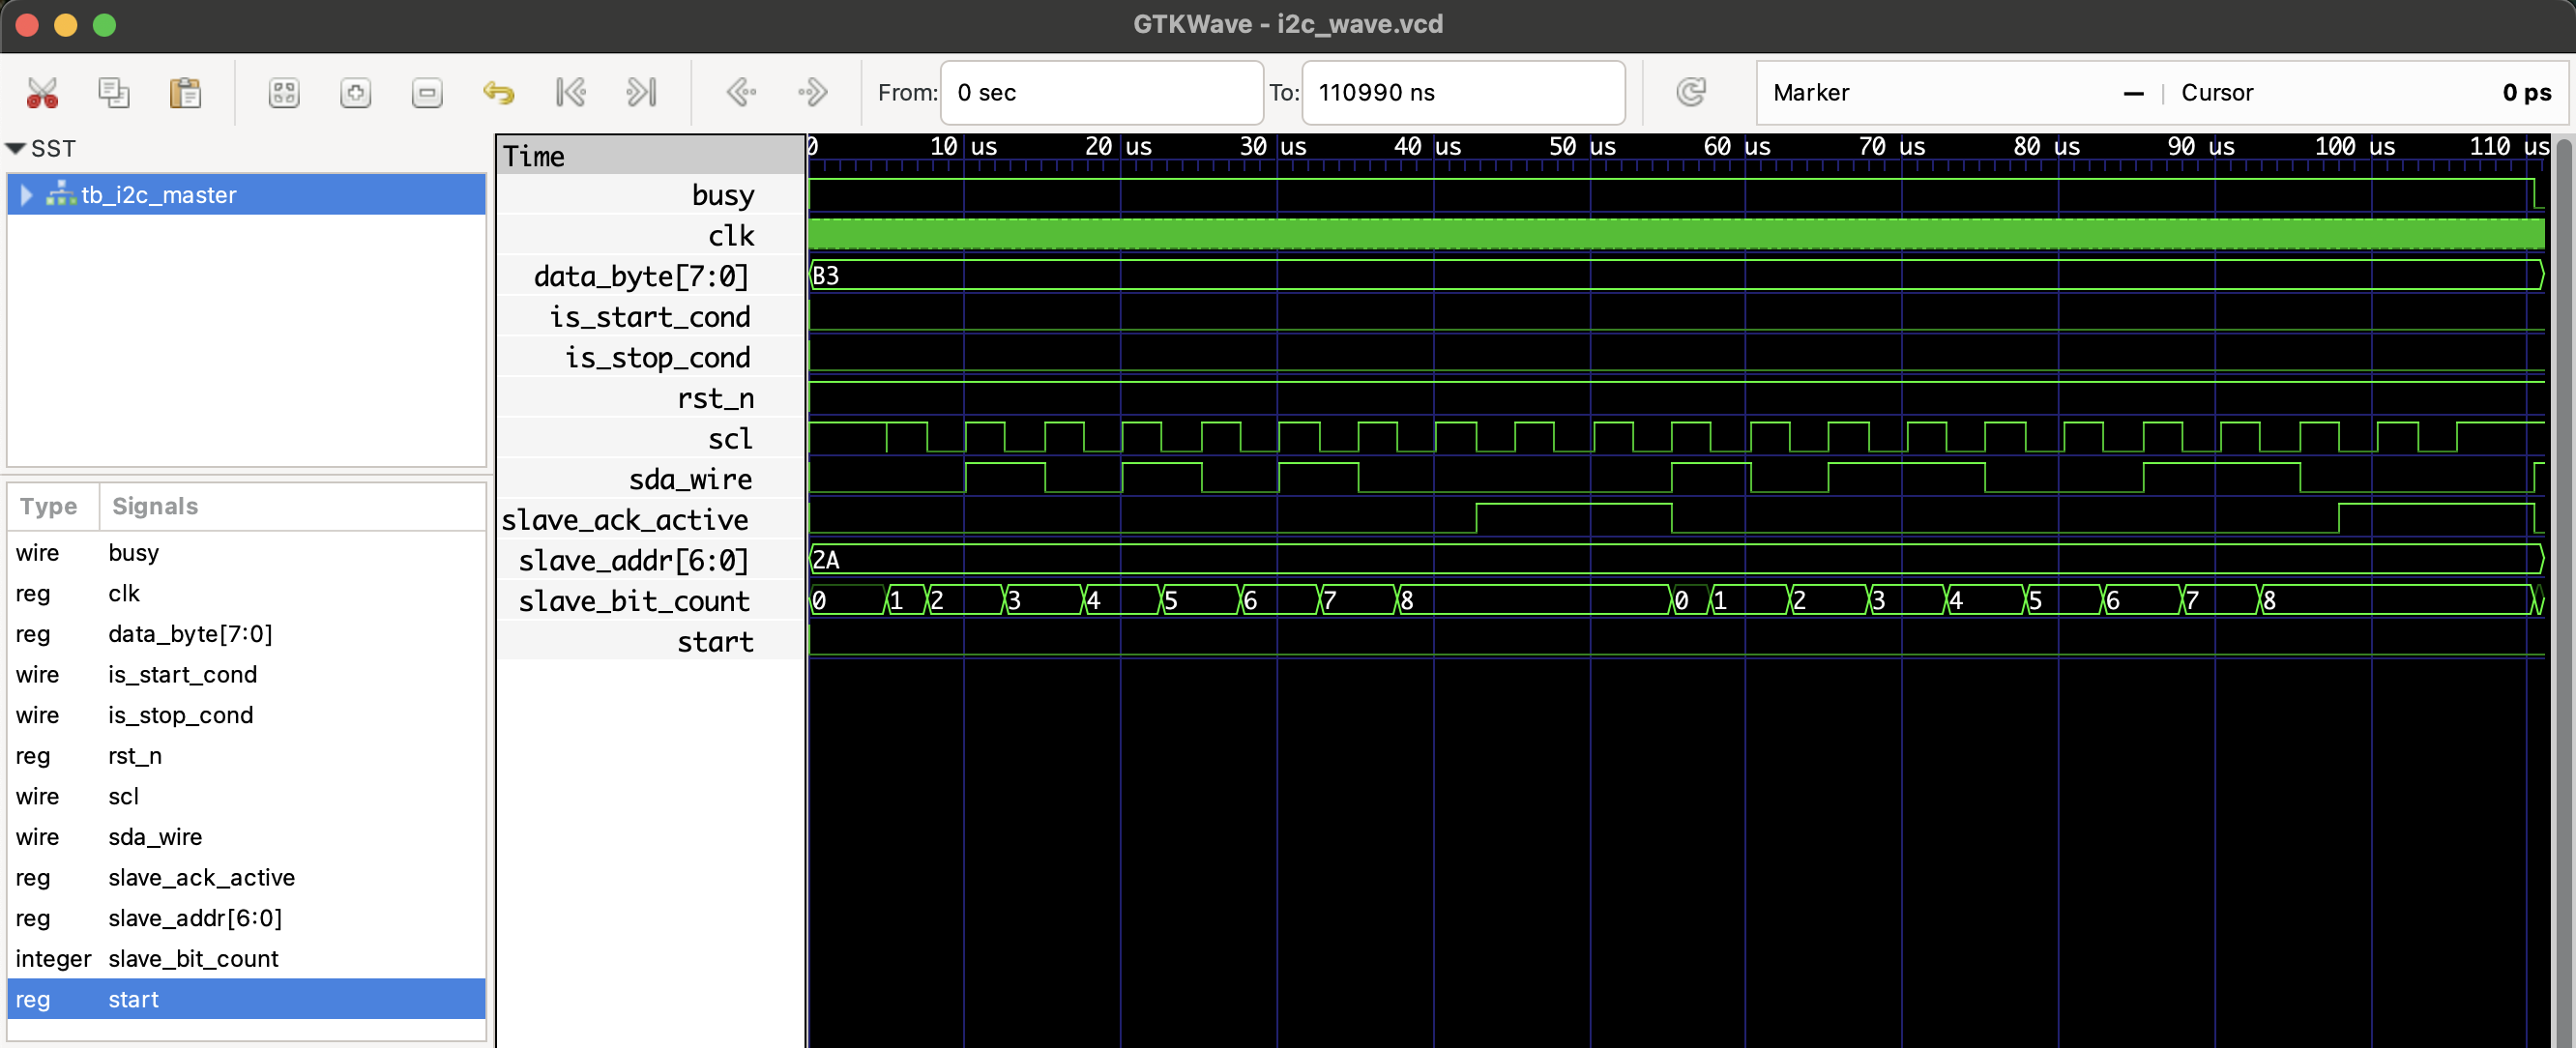 GTKWave - i2c_wave.vcd
From: 0 sec To: 110990 ns Marker — | Cursor 0 ps
SST
tb_i2c_master
Type Signals
wire busy
reg clk
reg data_byte[7:0]
wire is_start_cond
wire is_stop_cond
reg rst_n
wire scl
wire sda_wire
reg slave_ack_active
reg slave_addr[6:0]
integer slave_bit_count
reg start
Time
0 10 us 20 us 30 us 40 us 50 us 60 us 70 us 80 us 90 us 100 us 110 us
busy
clk
data_byte[7:0] B3
is_start_cond
is_stop_cond
rst_n
scl
sda_wire
slave_ack_active
slave_addr[6:0] 2A
slave_bit_count 0 1 2 3 4 5 6 7 8 0 1 2 3 4 5 6 7 8
start